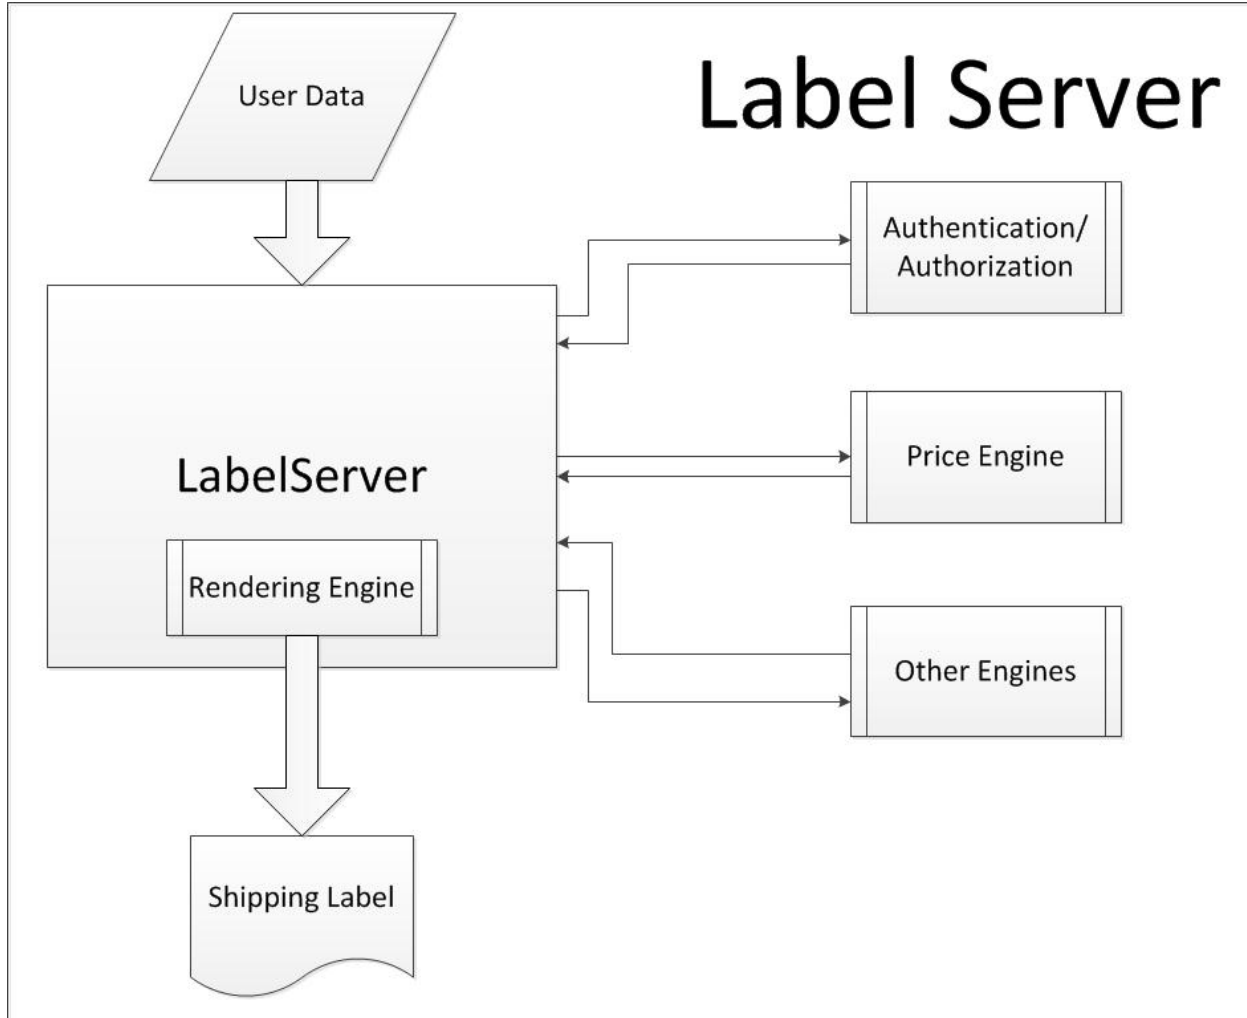 User Data
Label Server
Authentication/
Authorization
LabelServer
Price Engine
Rendering Engine
Other Engines
Shipping Label